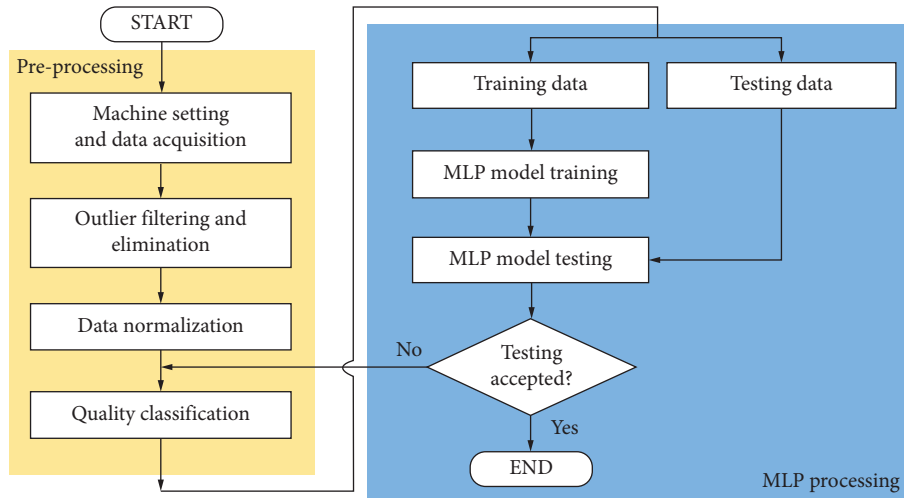 START
Pre-processing
Machine setting
and data acquisition
Outlier filtering and
elimination
Data normalization
Quality classification
Training data
Testing data
MLP model training
MLP model testing
Testing
accepted?
No
Yes
END
MLP processing